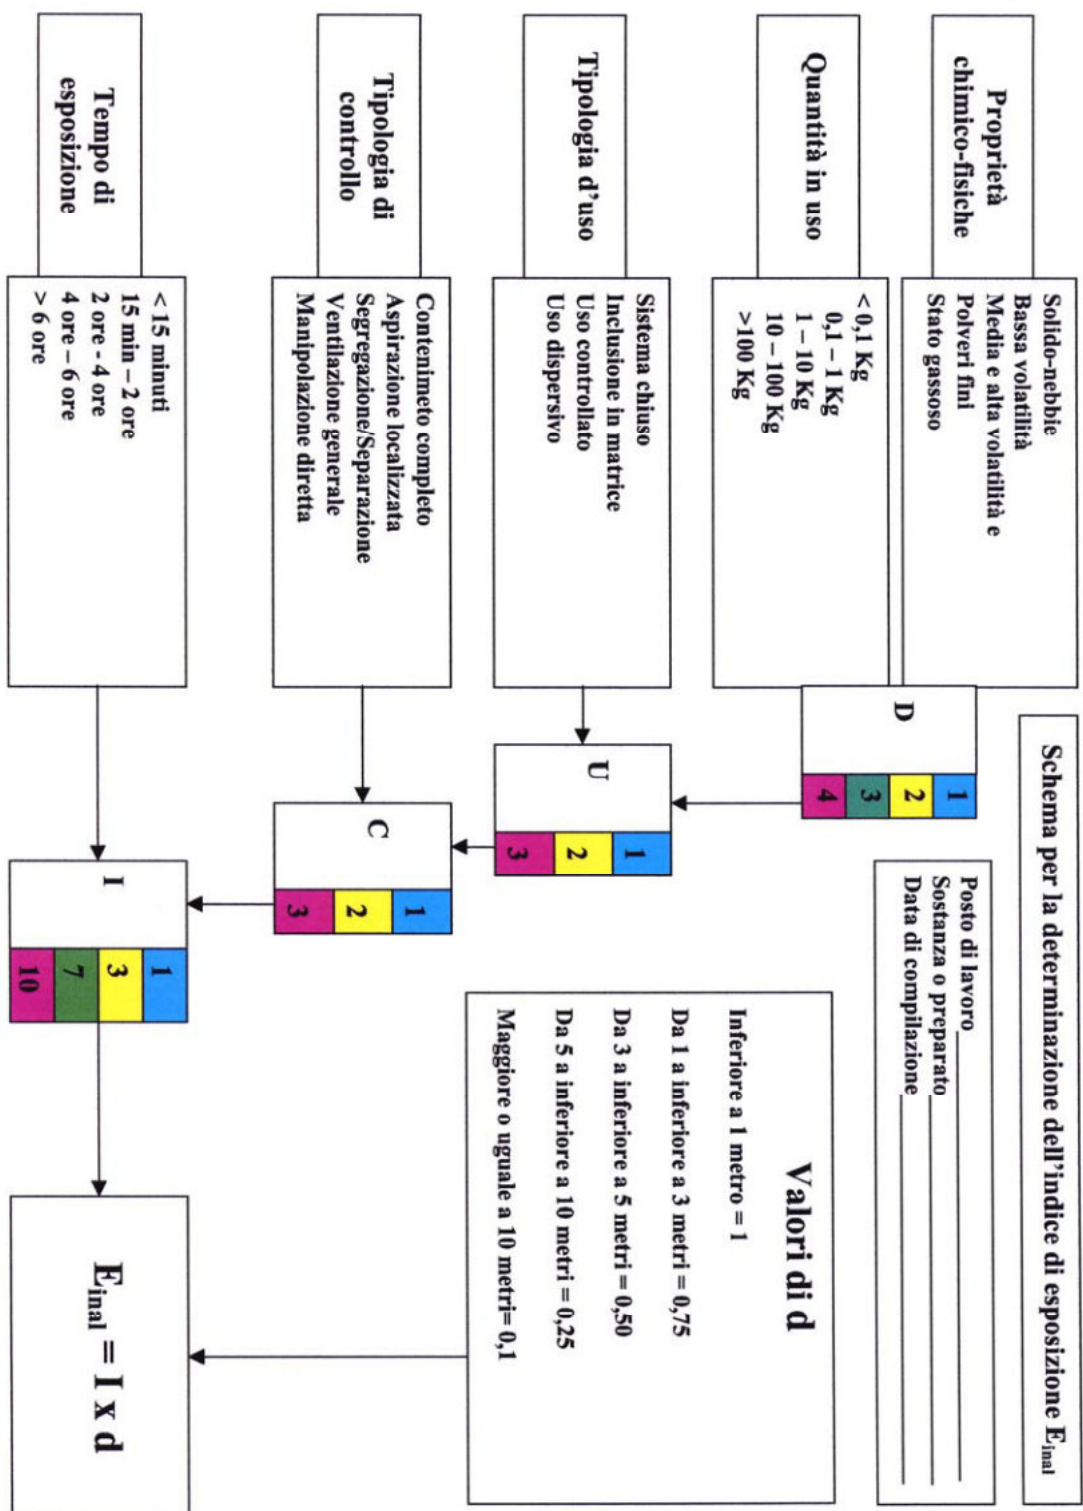 Schema per la determinazione dell'indice di esposizione E_inal
Posto di lavoro
Sostanza o preparato
Data di compilazione
Proprietà
chimico-fisiche
Solido-nebbie
Bassa volatilità
Media e alta volatilità e
Polveri fini
Stato gassoso
Quantità in uso
< 0,1 Kg
0,1 – 1 Kg
1 – 10 Kg
10 – 100 Kg
>100 Kg
D
1
2
3
4
Tipologia d'uso
Sistema chiuso
Inclusione in matrice
Uso controllato
Uso dispersivo
U
1
2
3
Tipologia di
controllo
Contenimeto completo
Aspirazione localizzata
Segregazione/Separazione
Ventilazione generale
Manipolazione diretta
C
1
2
3
Tempo di
esposizione
< 15 minuti
15 min – 2 ore
2 ore - 4 ore
4 ore – 6 ore
> 6 ore
I
1
3
7
10
Valori di d
Inferiore a 1 metro = 1
Da 1 a inferiore a 3 metri = 0,75
Da 3 a inferiore a 5 metri = 0,50
Da 5 a inferiore a 10 metri = 0,25
Maggiore o uguale a 10 metri= 0,1
E_inal = I x d